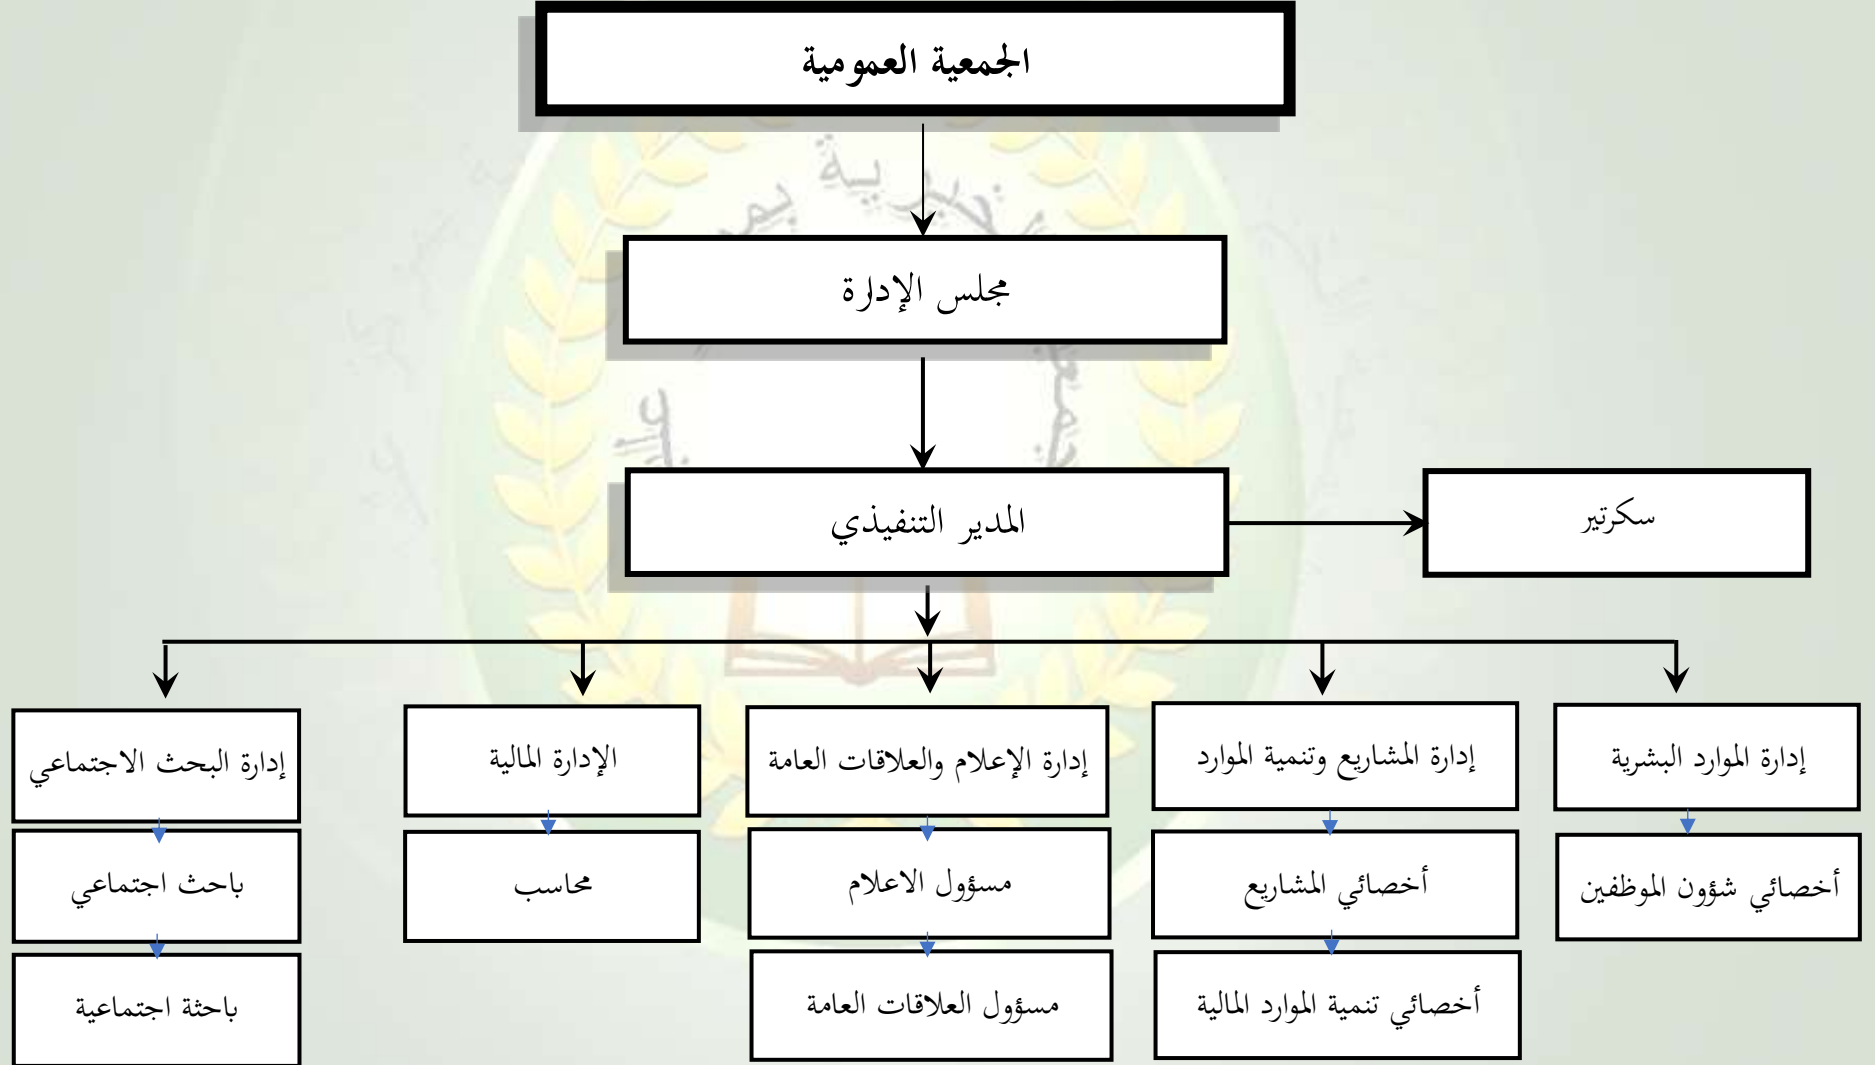 الجمعية العمومية
مجلس الإدارة
المدير التنفيذي
سكرتير
إدارة الموارد البشرية
إدارة المشاريع وتنمية الموارد
إدارة الإعلام والعلاقات العامة
الإدارة المالية
إدارة البحث الاجتماعي
أخصائي شؤون الموظفين
أخصائي المشاريع
مسؤول الاعلام
محاسب
باحث اجتماعي
أخصائي تنمية الموارد المالية
مسؤول العلاقات العامة
باحثة اجتماعية